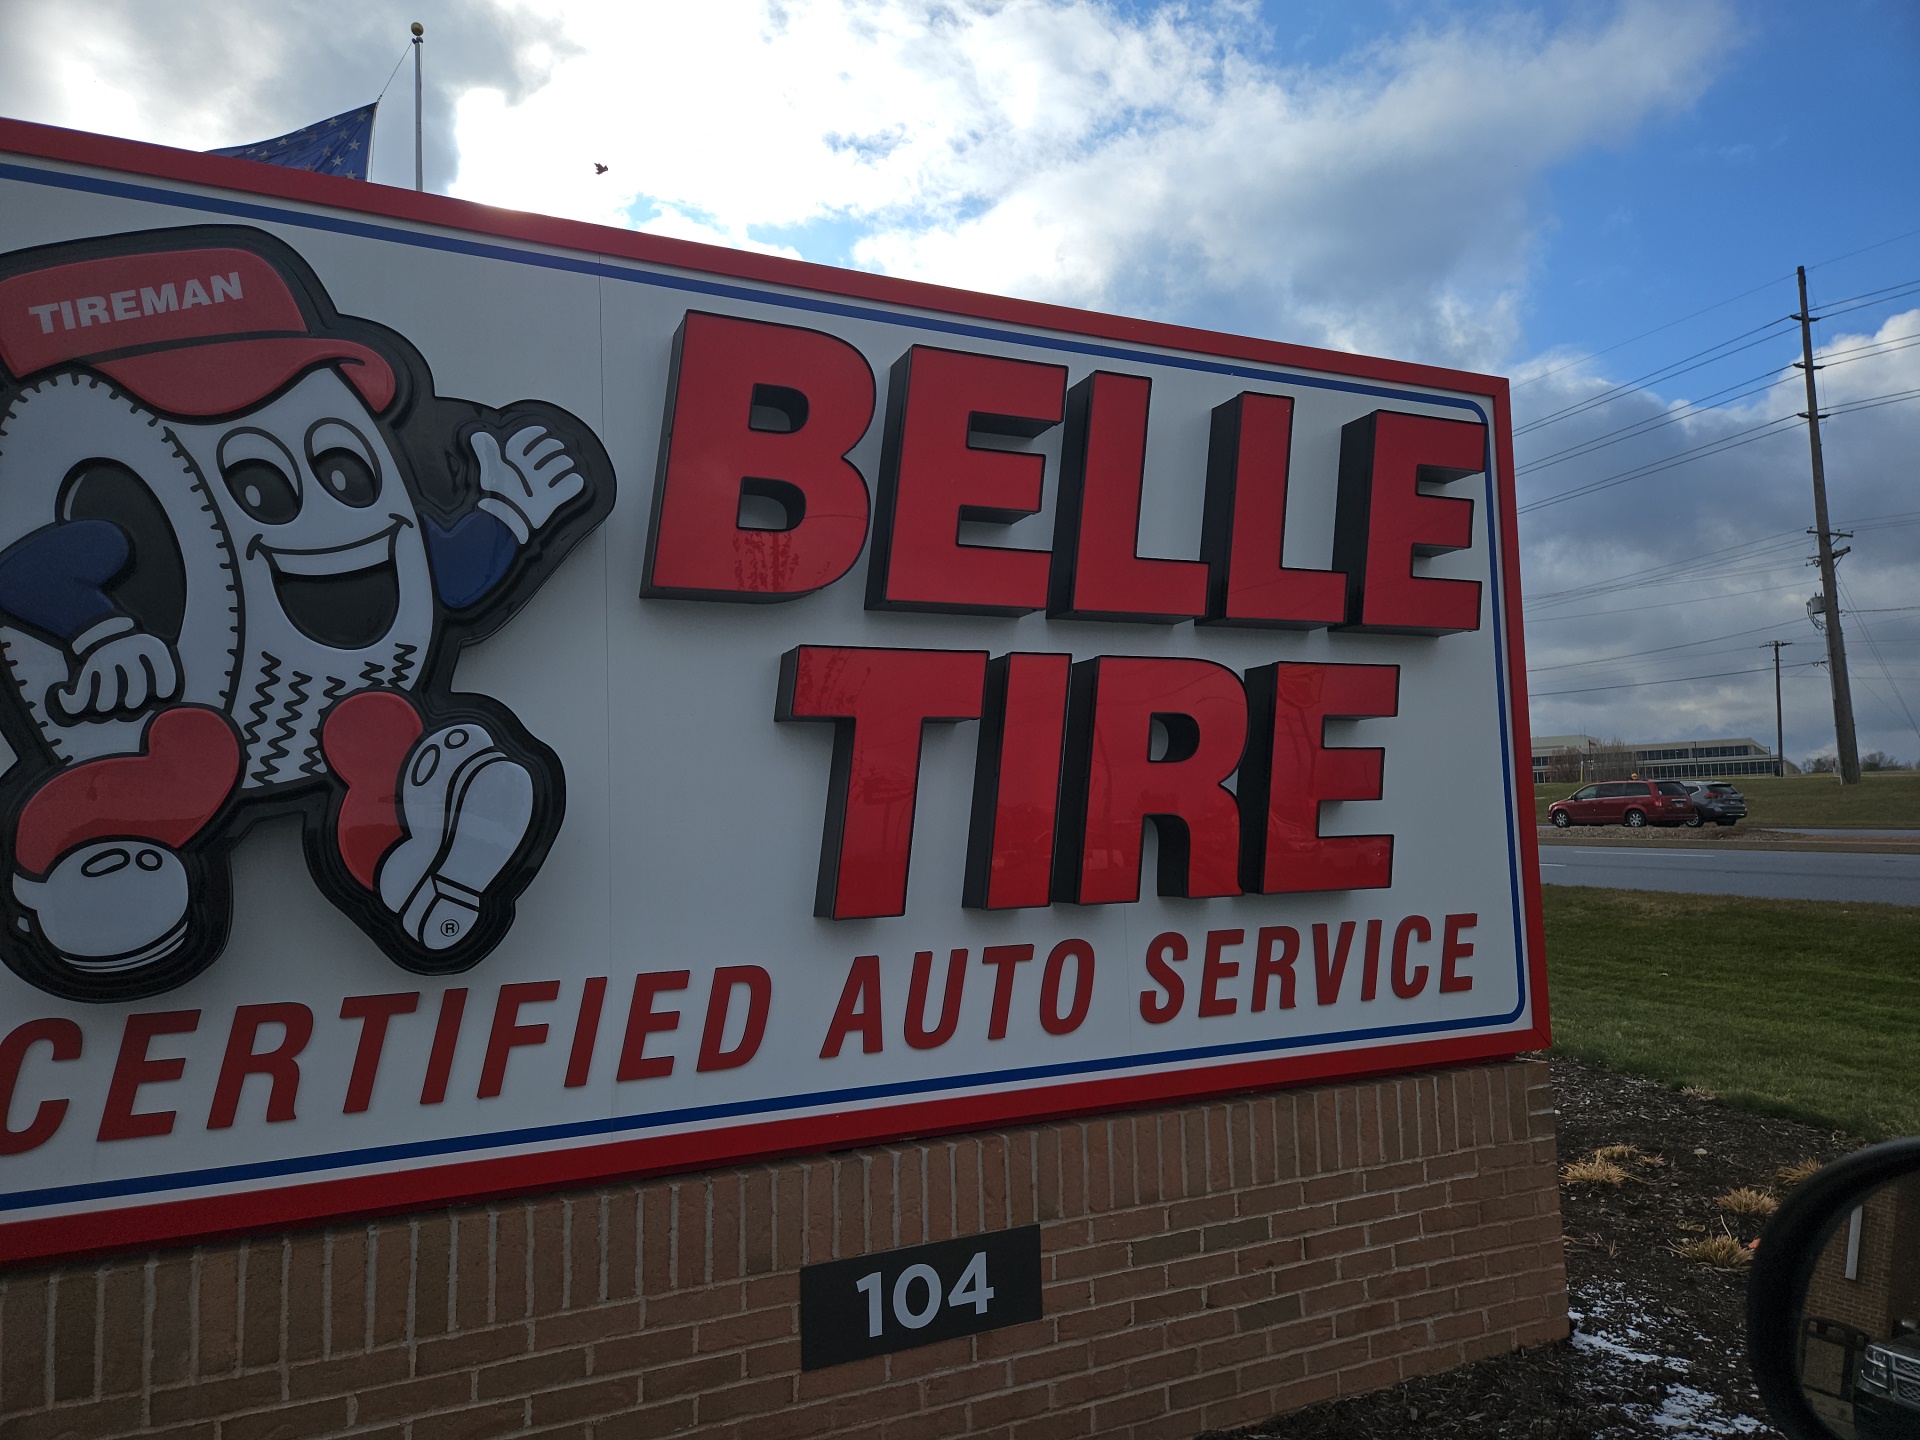 TIREMAN
BELLE
TIRE
®
CERTIFIED AUTO SERVICE
104